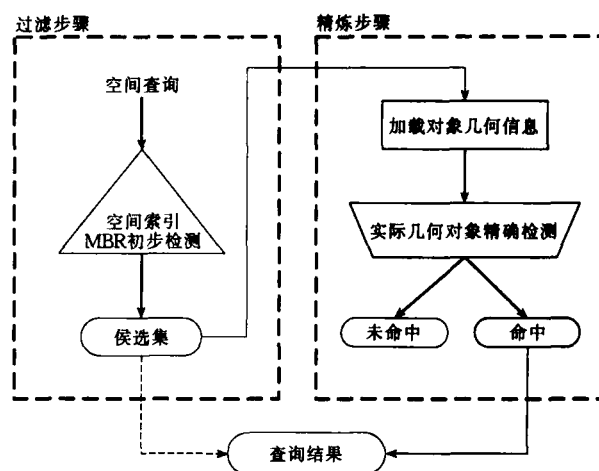 过滤步骤
空间查询
空间索引
MBR初步检测
侯选集
精炼步骤
加载对象几何信息
实际几何对象精确检测
未命中
命中
查询结果